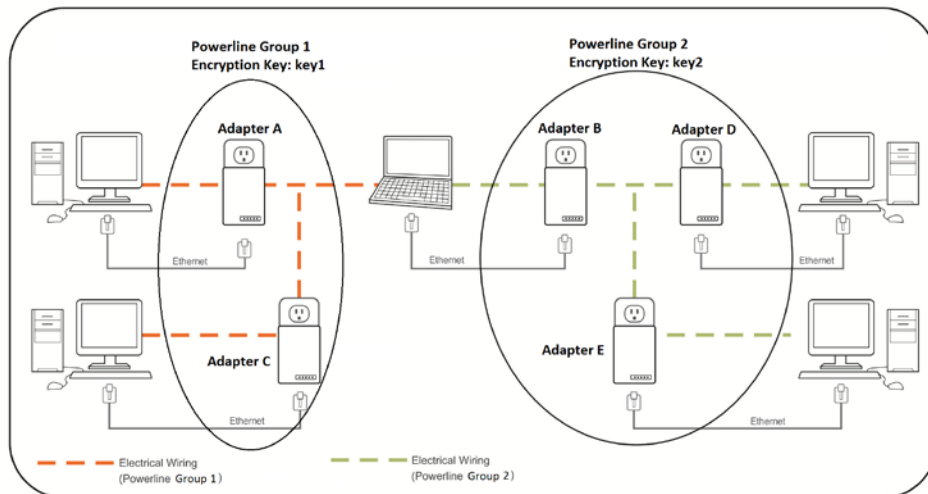 Powerline Group 1
Encryption Key: key1
Powerline Group 2
Encryption Key: key2
Adapter A
Adapter B
Adapter D
Ethernet
Ethernet
Ethernet
Adapter C
Adapter E
Ethernet
Ethernet
Electrical Wiring
(Powerline Group 1)
Electrical Wiring
(Powerline Group 2)